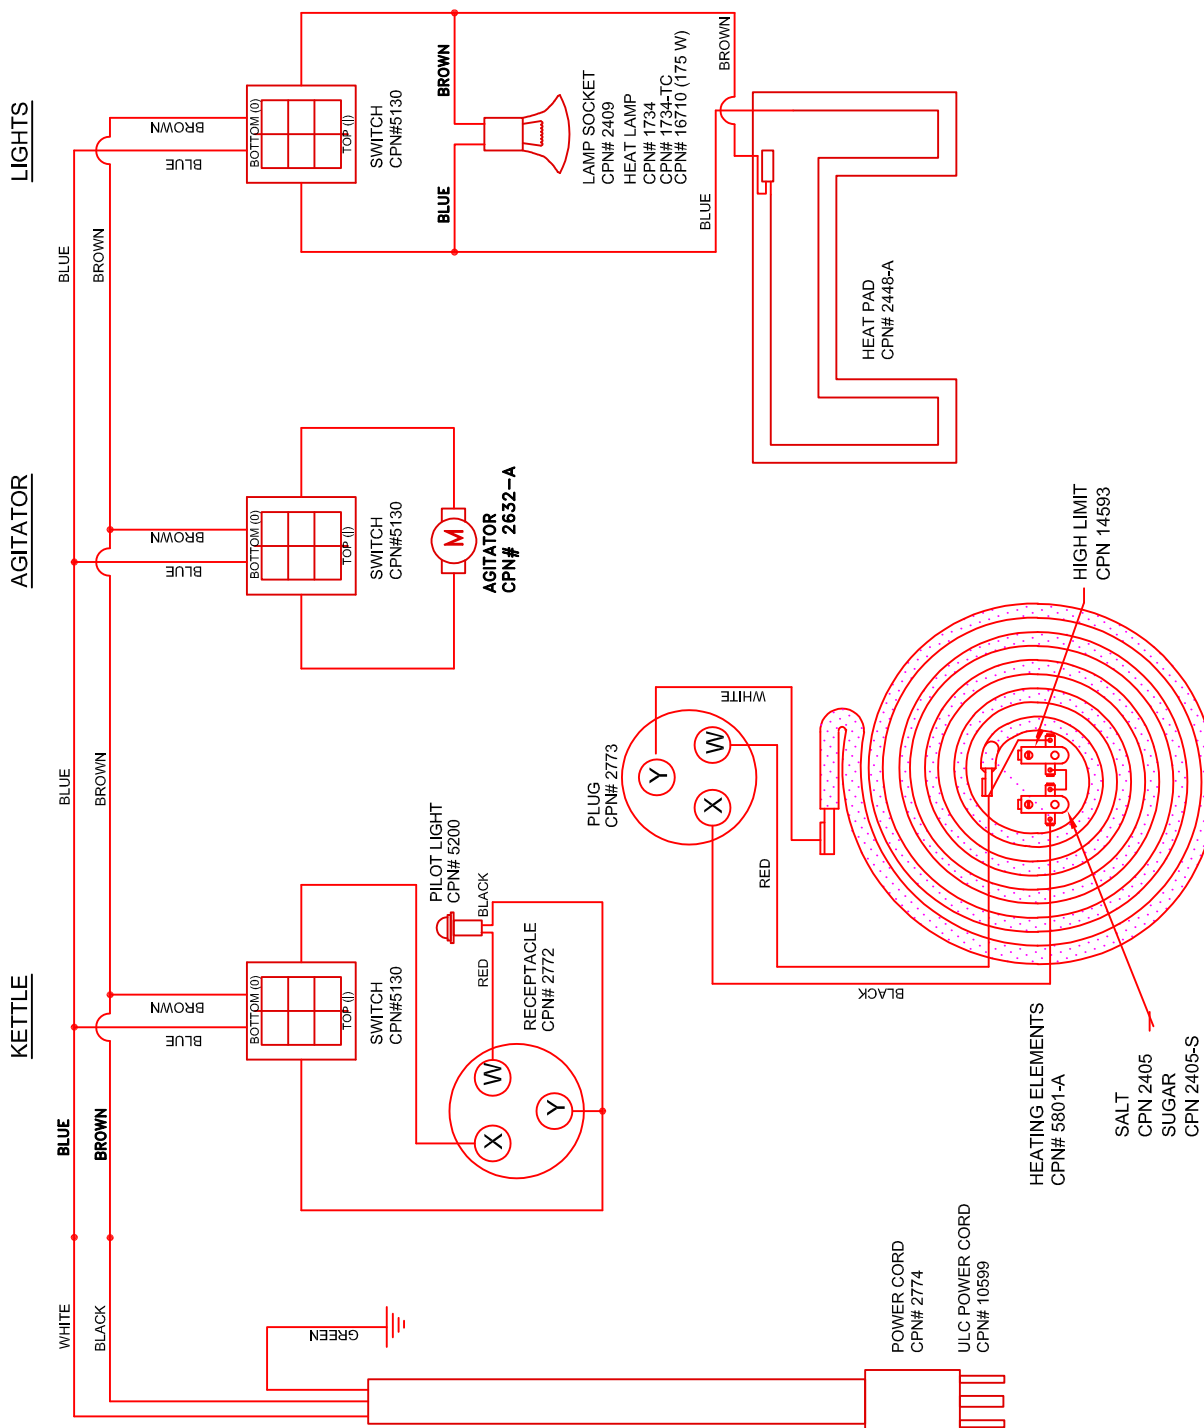 KETTLE
AGITATOR
LIGHTS
WHITE
BLACK
BLUE
BROWN
BLUE
BROWN
BLUE
BROWN
GREEN
POWER CORD
CPN# 2774
ULC POWER CORD
CPN# 10599
BLUE
BROWN
BOTTOM (0)
TOP (|)
SWITCH
CPN#5130
PILOT LIGHT
CPN# 5200
RED
BLACK
RECEPTACLE
CPN# 2772
X
W
Y
BLUE
BROWN
BOTTOM (0)
TOP (|)
SWITCH
CPN#5130
M
AGITATOR
CPN# 2632-A
BLUE
BROWN
BOTTOM (0)
TOP (|)
SWITCH
CPN#5130
BLUE
BROWN
LAMP SOCKET
CPN# 2409
HEAT LAMP
CPN# 1734
CPN# 1734-TC
CPN# 16710 (175 W)
BLUE
BROWN
HEAT PAD
CPN# 2448-A
PLUG
CPN# 2773
X
Y
W
WHITE
RED
BLACK
HIGH LIMIT
CPN 14593
HEATING ELEMENTS
CPN# 5801-A
SALT
CPN 2405
SUGAR
CPN 2405-S